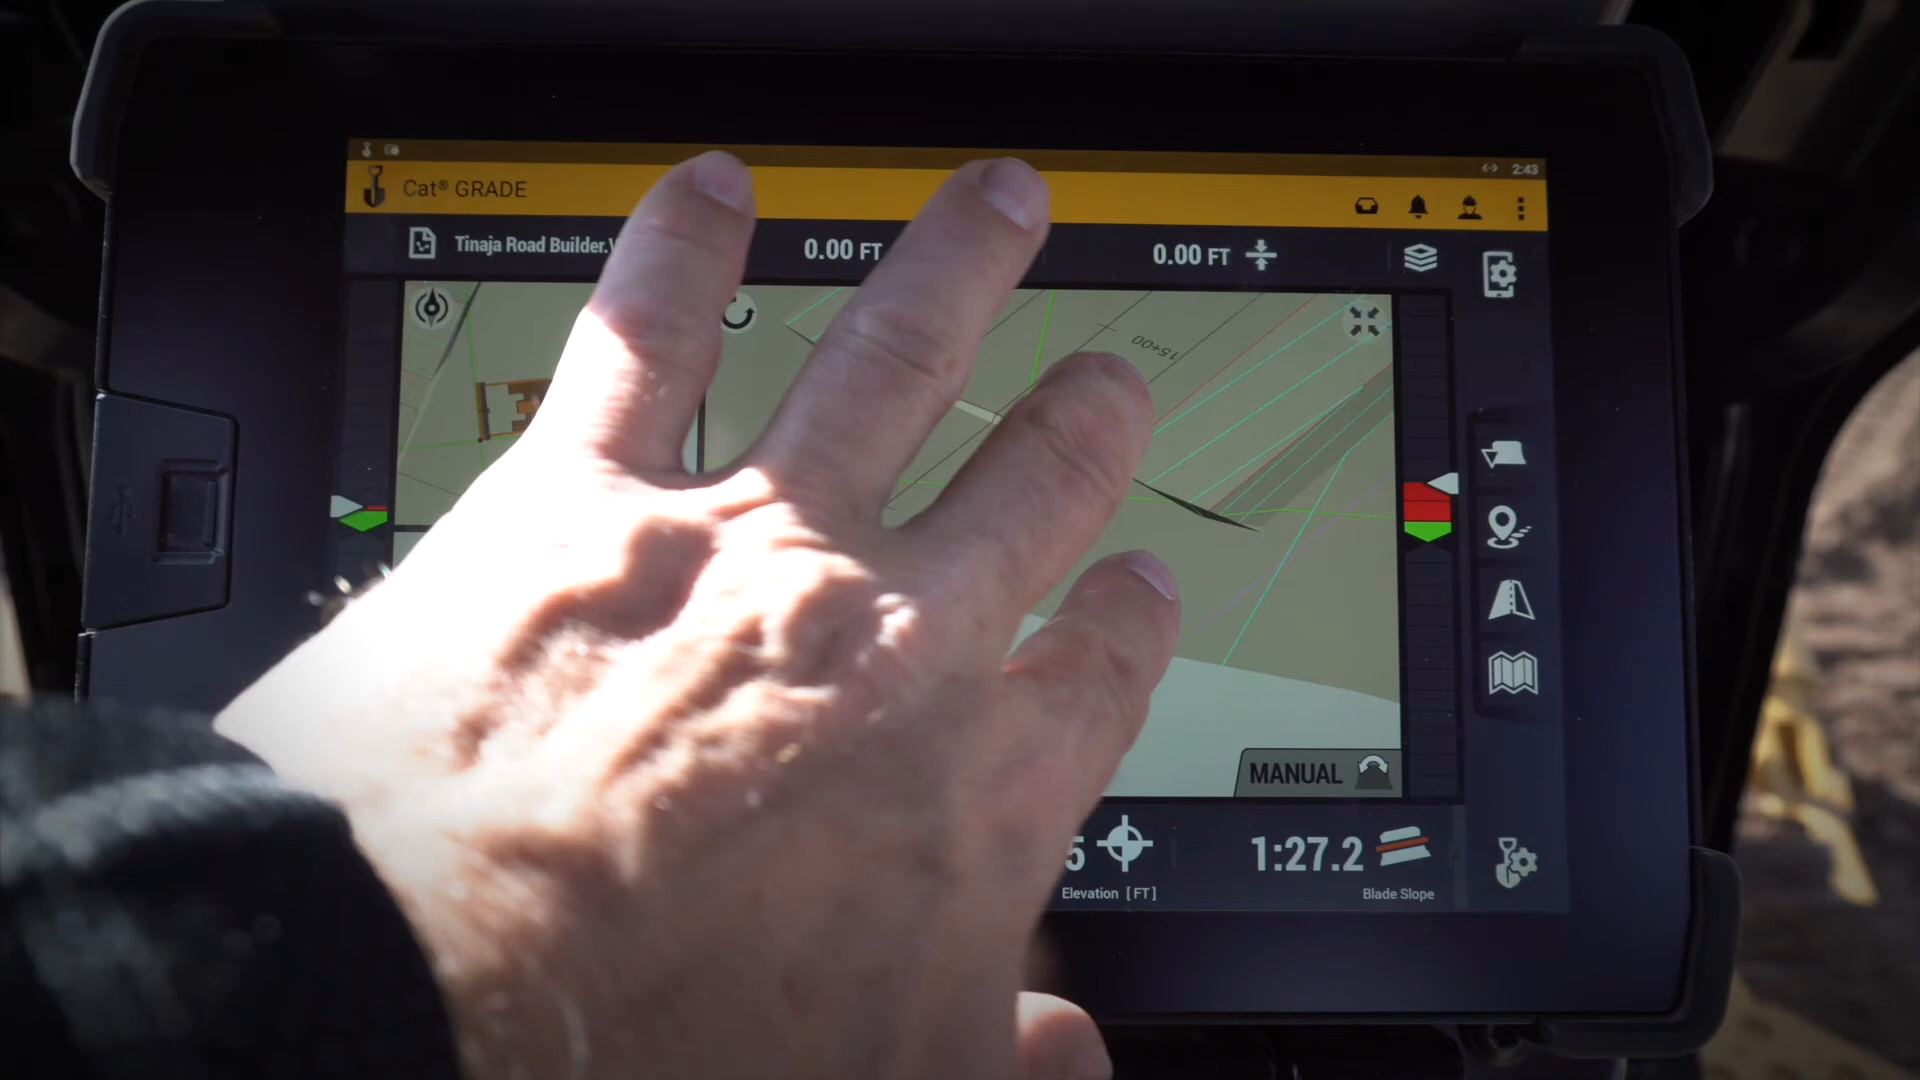 2:43
Cat® GRADE
Tinaja Road Builder.
0.00 FT
0.00 FT
15+00
MANUAL
5
1:27.2
Elevation [FT]
Blade Slope